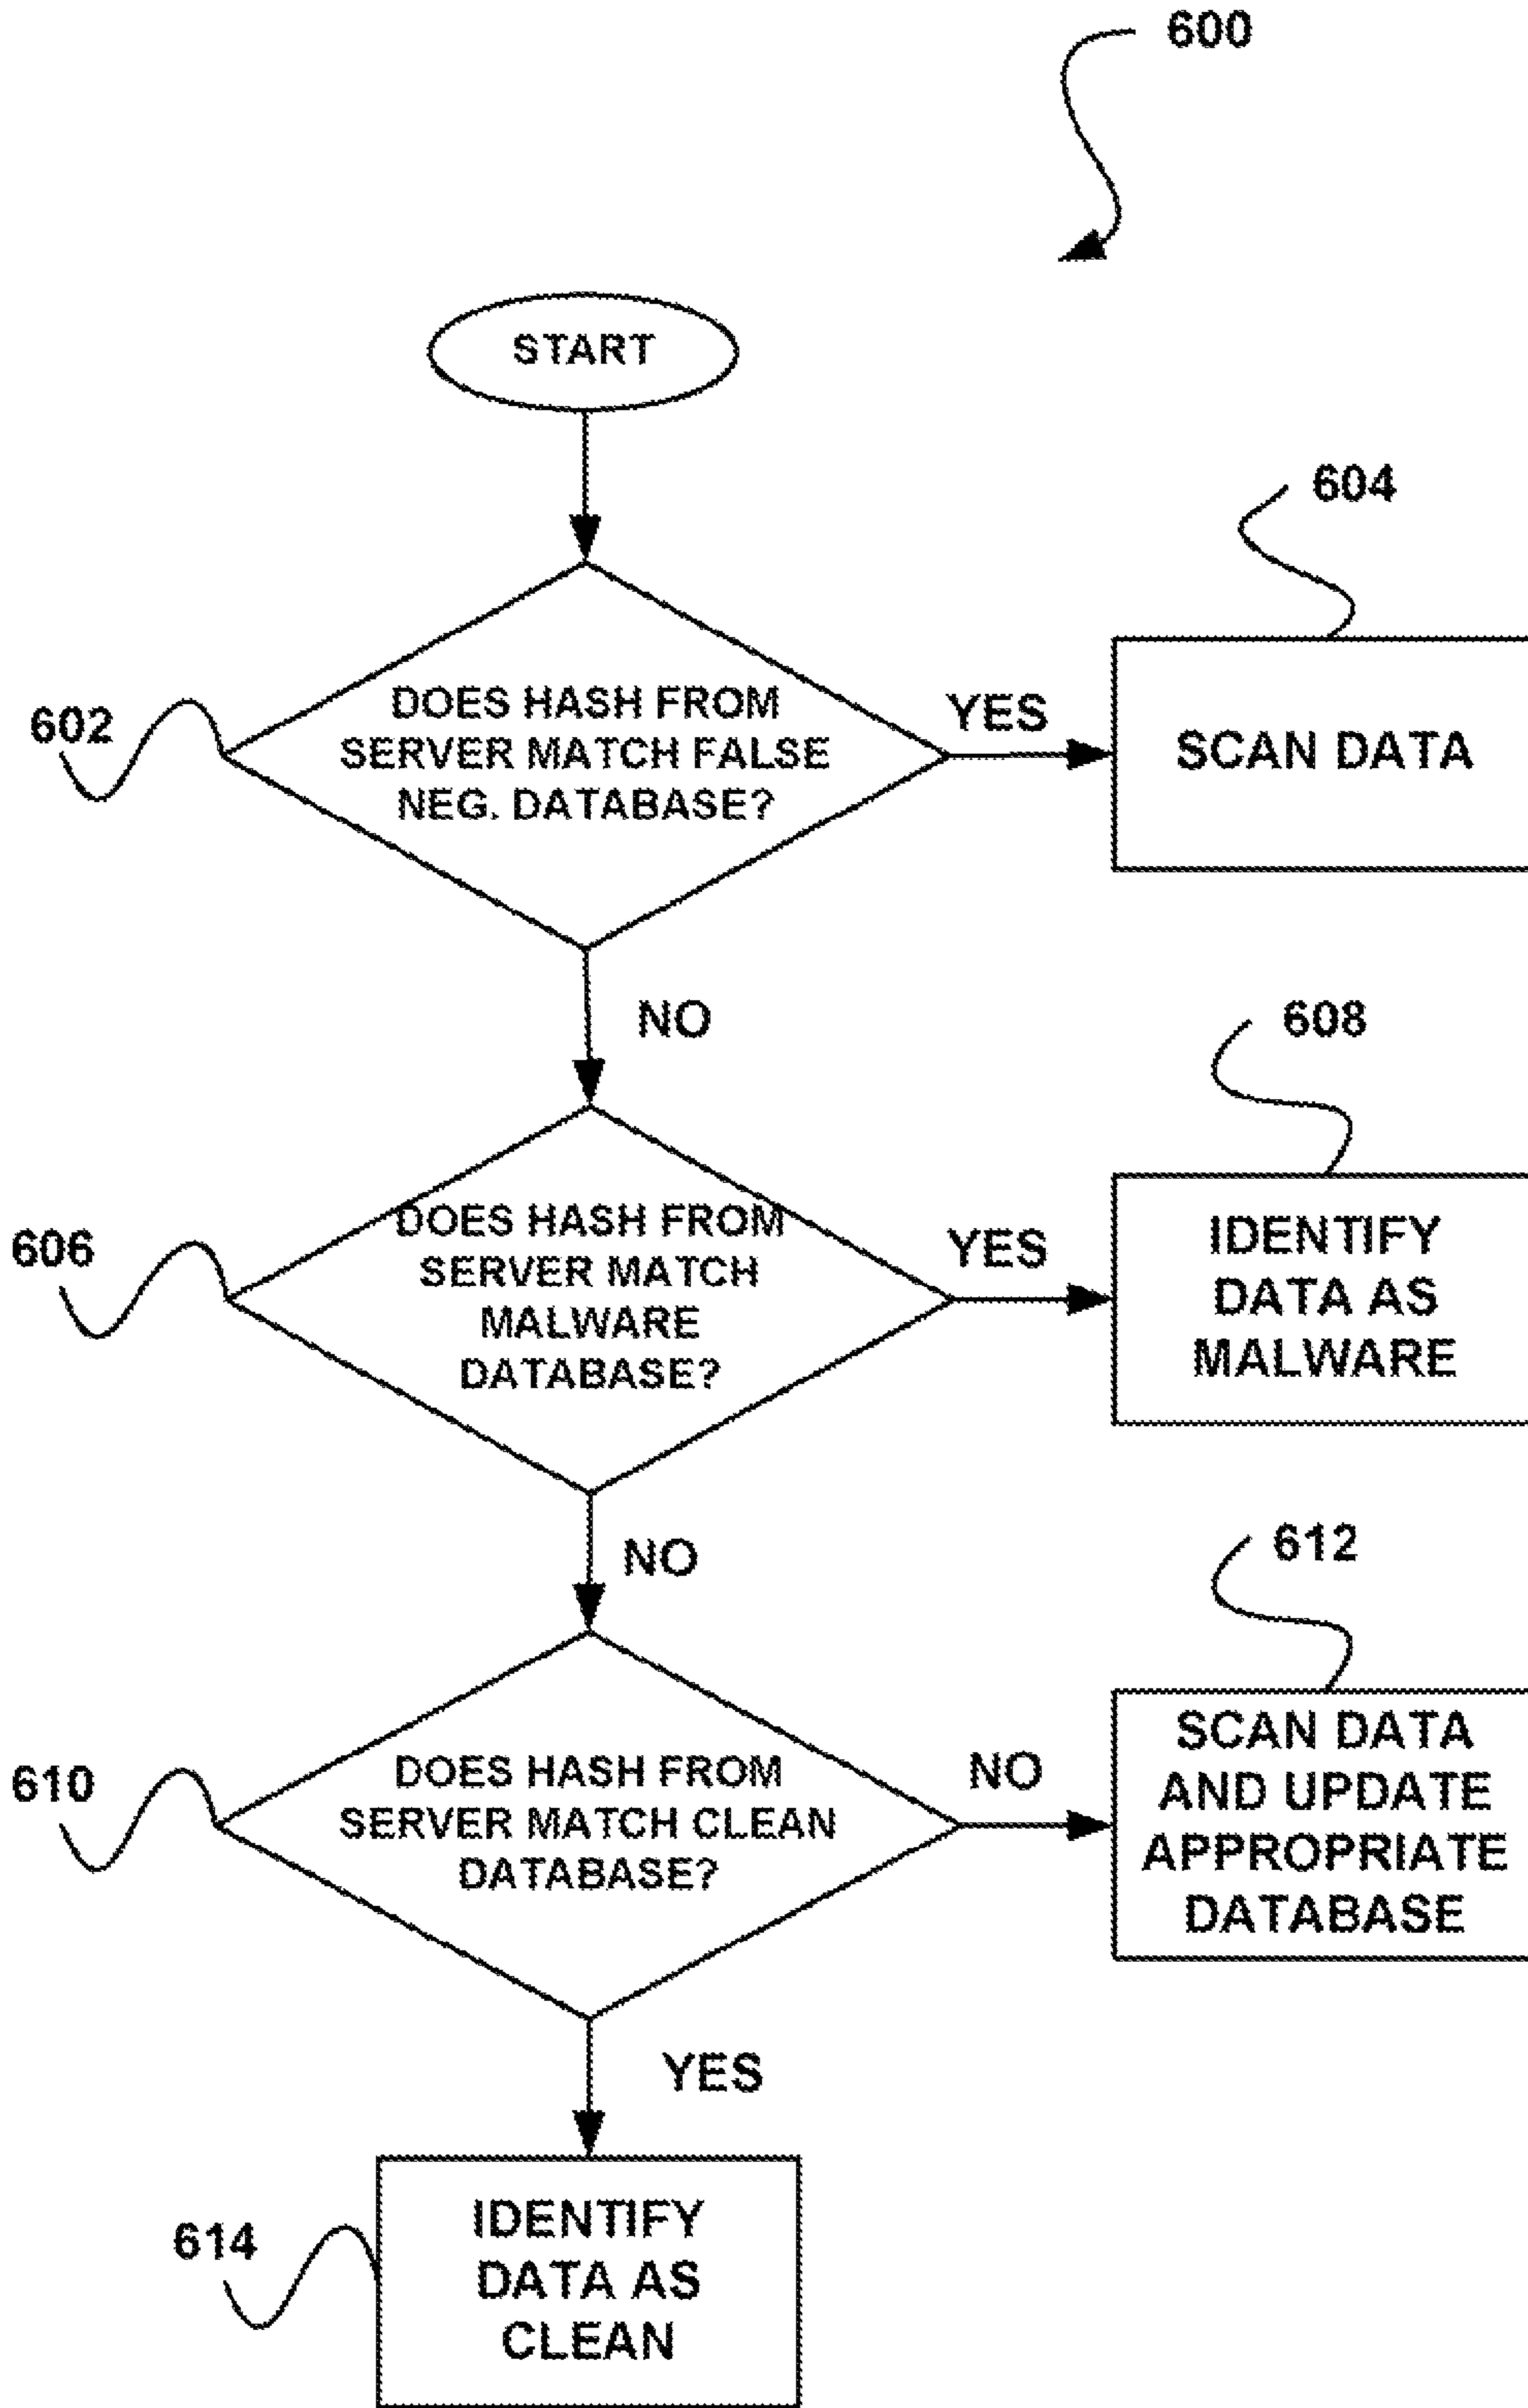 600
START
604
602
DOES HASH FROM
SERVER MATCH FALSE
NEG. DATABASE?
YES
SCAN DATA
NO
608
606
DOES HASH FROM
SERVER MATCH
MALWARE
DATABASE?
YES
IDENTIFY
DATA AS
MALWARE
NO
612
610
DOES HASH FROM
SERVER MATCH CLEAN
DATABASE?
NO
SCAN DATA
AND UPDATE
APPROPRIATE
DATABASE
YES
614
IDENTIFY
DATA AS
CLEAN